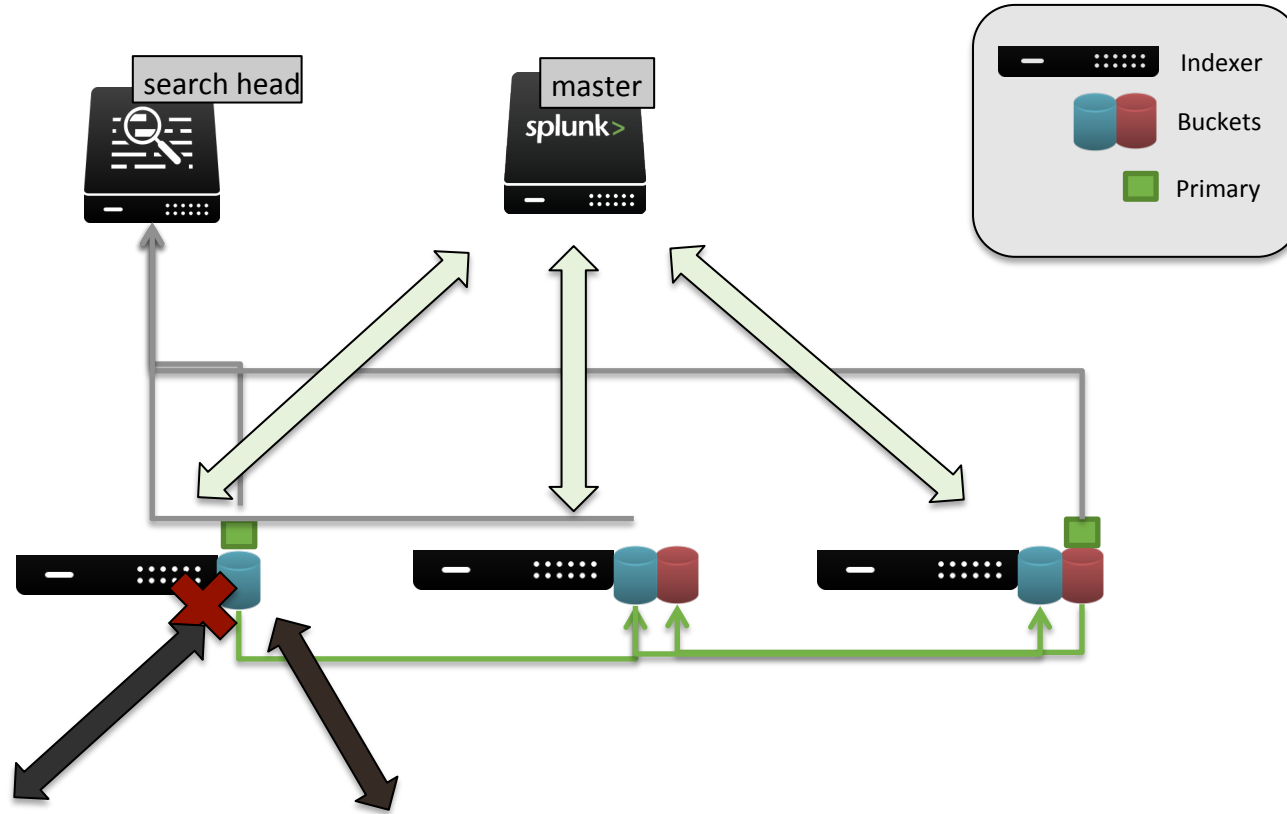 search head
master
splunk>
Indexer
Buckets
Primary